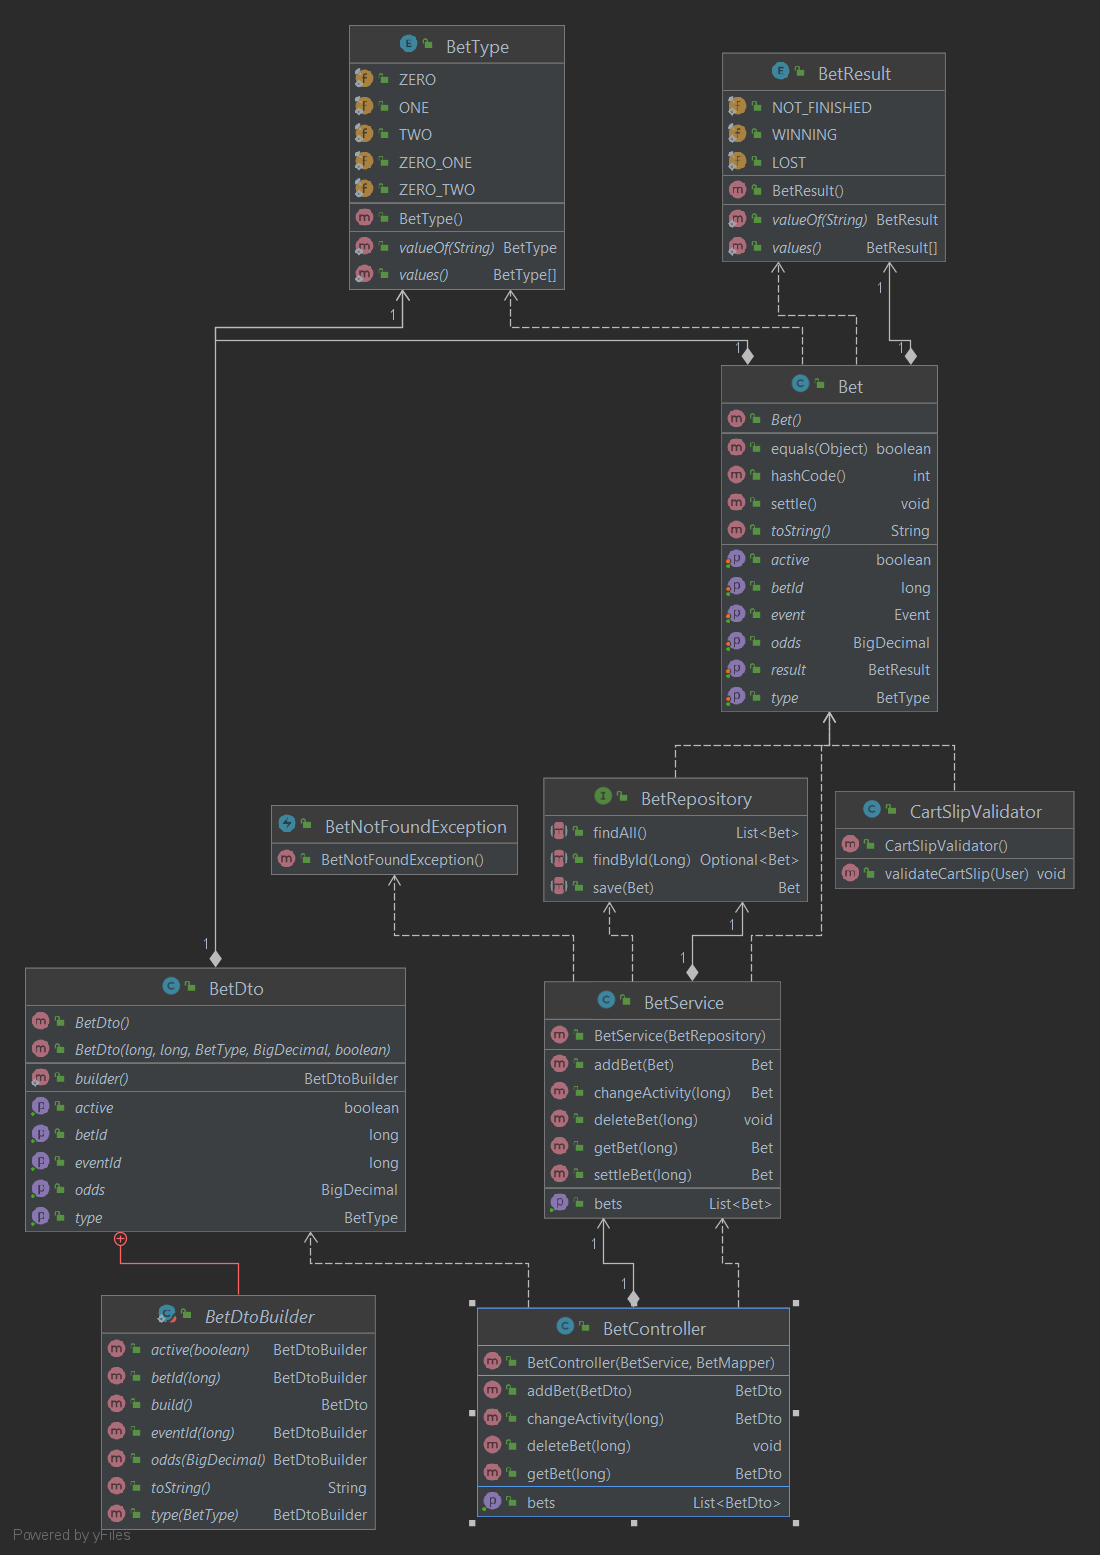 BetType
ZERO
ONE
TWO
ZERO_ONE
ZERO_TWO
BetType()
valueOf(String) BetType
values() BetType[]
BetResult
NOT_FINISHED
WINNING
LOST
BetResult()
valueOf(String) BetResult
values() BetResult[]
1
1
1
1
Bet
Bet()
equals(Object) boolean
hashCode() int
settle() void
toString() String
active boolean
betId long
event Event
odds BigDecimal
result BetResult
type BetType
BetNotFoundException
BetNotFoundException()
BetRepository
findAll() List<Bet>
findById(Long) Optional<Bet>
save(Bet) Bet
CartSlipValidator
CartSlipValidator()
validateCartSlip(User) void
1
1
1
BetDto
BetDto()
BetDto(long, long, BetType, BigDecimal, boolean)
builder() BetDtoBuilder
active boolean
betId long
eventId long
odds BigDecimal
type BetType
BetService
BetService(BetRepository)
addBet(Bet) Bet
changeActivity(long) Bet
deleteBet(long) void
getBet(long) Bet
settleBet(long) Bet
bets List<Bet>
1
1
BetDtoBuilder
active(boolean) BetDtoBuilder
betId(long) BetDtoBuilder
build() BetDto
eventId(long) BetDtoBuilder
odds(BigDecimal) BetDtoBuilder
toString() String
type(BetType) BetDtoBuilder
BetController
BetController(BetService, BetMapper)
addBet(BetDto) BetDto
changeActivity(long) BetDto
deleteBet(long) void
getBet(long) BetDto
bets List<BetDto>
Powered by yFiles